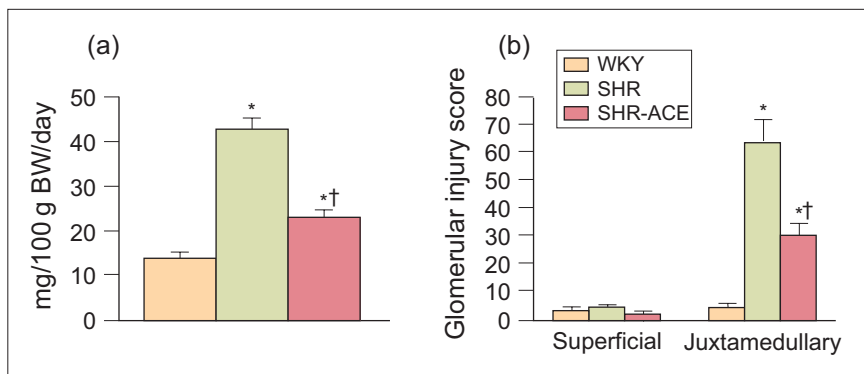 (a)
mg/100 g BW/day
50
40
30
20
10
0
*
*†
(b)
WKY
SHR
SHR-ACE
Glomerular injury score
80
70
60
50
40
30
20
10
0
*
*†
Superficial
Juxtamedullary